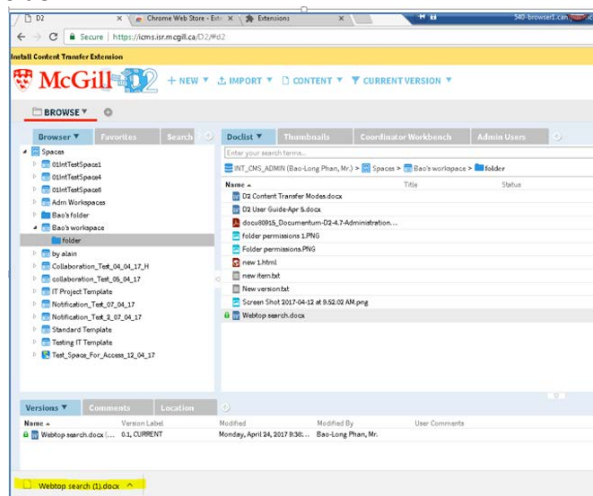 D2
Chrome Web Store - Exte
Extensions
540-browser1.can
Secure https://icms.isr.mcgill.ca/D2/#d2
Install Content Transfer Extension
McGill D2 + NEW IMPORT CONTENT CURRENT VERSION
BROWSE
Browser Favorites Search
Doclist Thumbnails Coordinator Workbench Admin Users
Spaces
01IntTestSpace1
01IntTestSpace4
01IntTestSpace6
Adm Workspaces
Bao's folder
Bao's workspace
folder
by alain
Collaboration_Test_04_04_17_H
collaboration_Test_05_04_17
IT Project Template
Notification_Test_07_04_17
Notification_Test_2_07_04_17
Standard Template
Testing IT Template
Test_Space_For_Access_12_04_17
Enter your search terms...
INT_CMS_ADMIN (Bao-Long Phan, Mr.) > Spaces > Bao's workspace > folder
Name Title Status
D2 Content Transfer Modes.docx
D2 User Guide-Apr 5.docx
docu80915_Documentum-D2-4.7-Administration...
folder permissions 1.PNG
Folder permissions.PNG
new 1.html
new item.txt
New version.txt
Screen Shot 2017-04-12 at 9.52.02 AM.png
Webtop search.docx
Versions Comments Location
Name Version Label Modified Modified By User Comments
Webtop search.docx (... 0.1, CURRENT Monday, April 24, 2017 9:38:... Bao-Long Phan, Mr.
Webtop search (1).docx